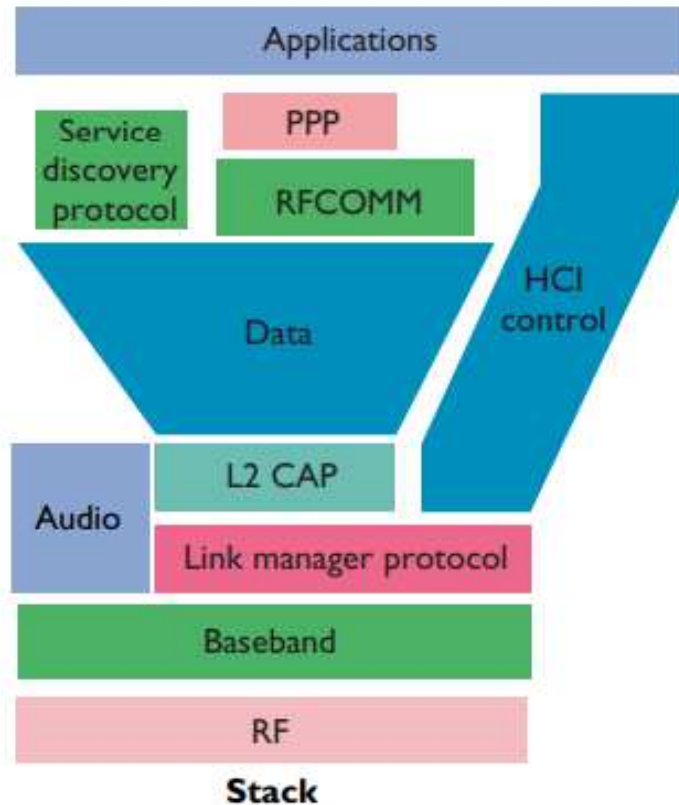 Applications
PPP
Service
discovery
protocol
RFCOMM
HCI
control
Data
L2 CAP
Audio
Link manager protocol
Baseband
RF
Stack